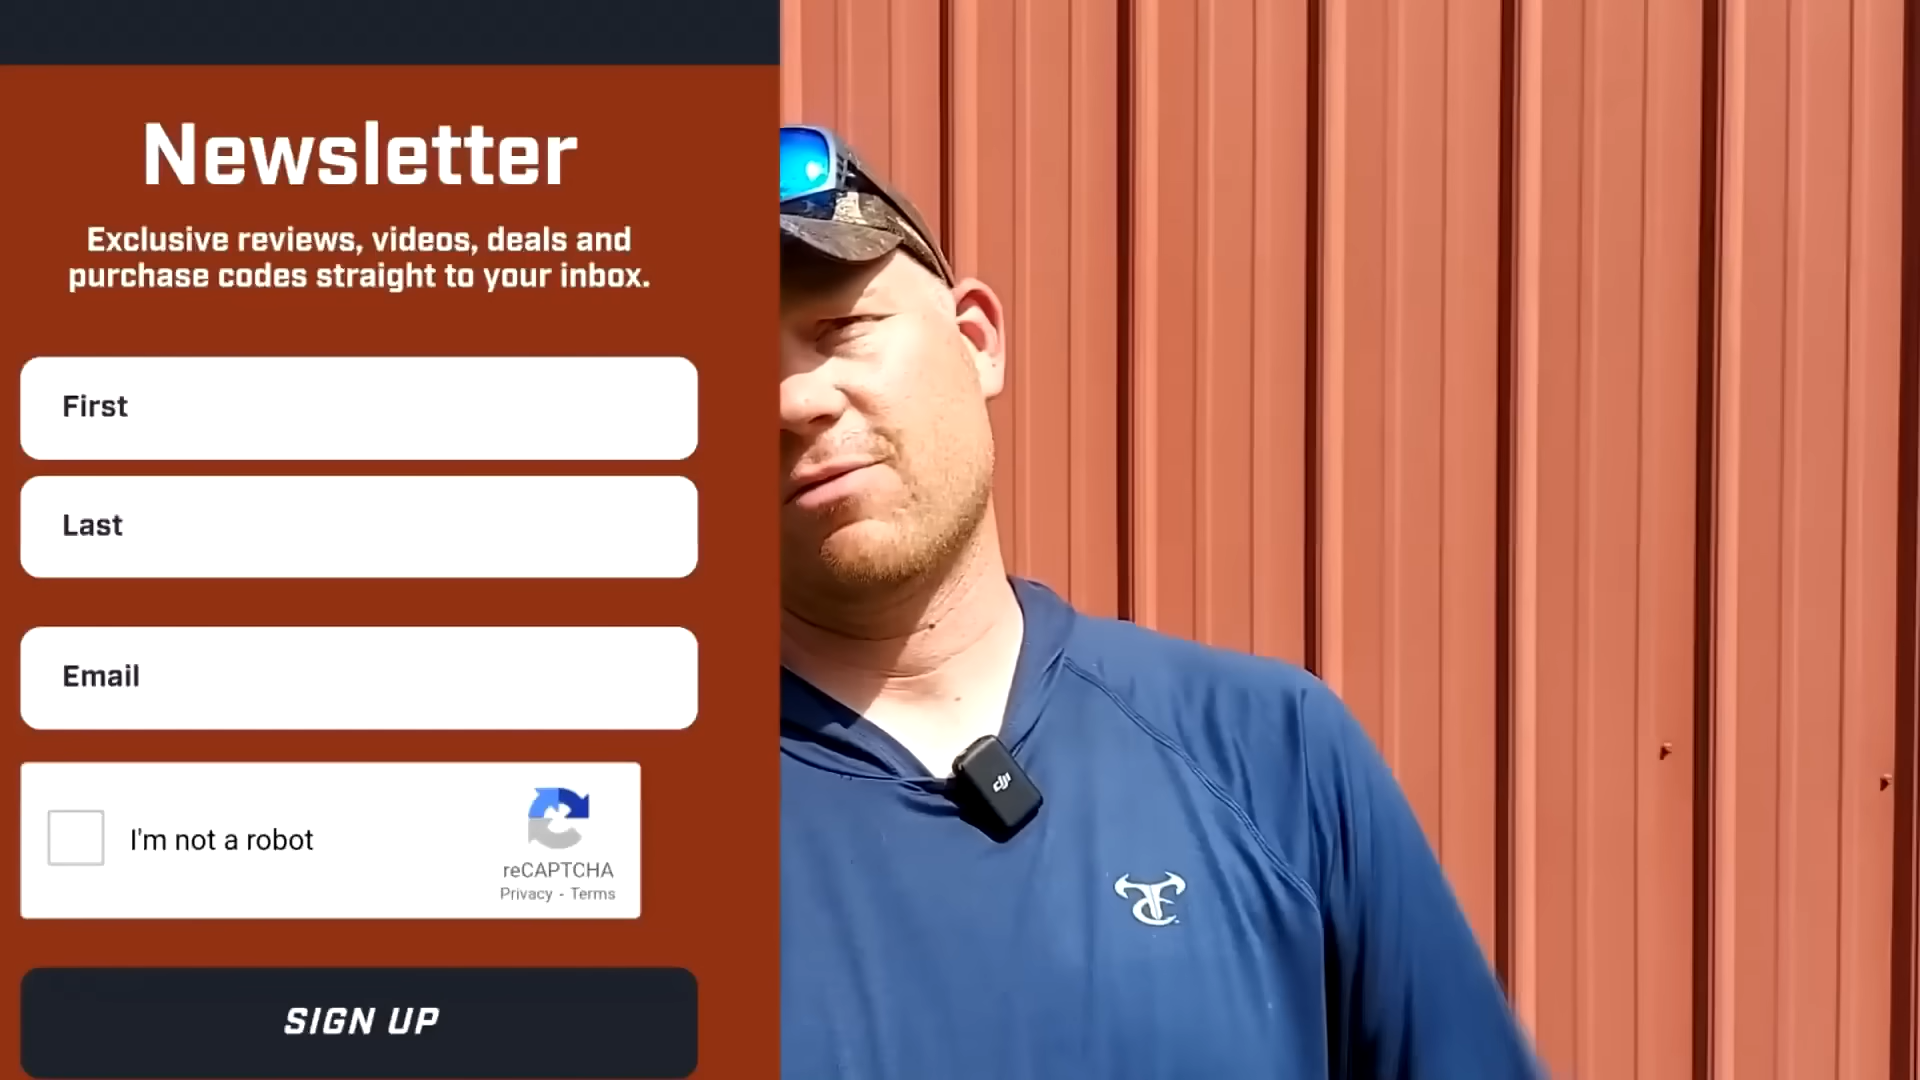 Newsletter
Exclusive reviews, videos, deals and
purchase codes straight to your inbox.
First
Last
Email
I'm not a robot
reCAPTCHA
Privacy - Terms
SIGN UP
dji